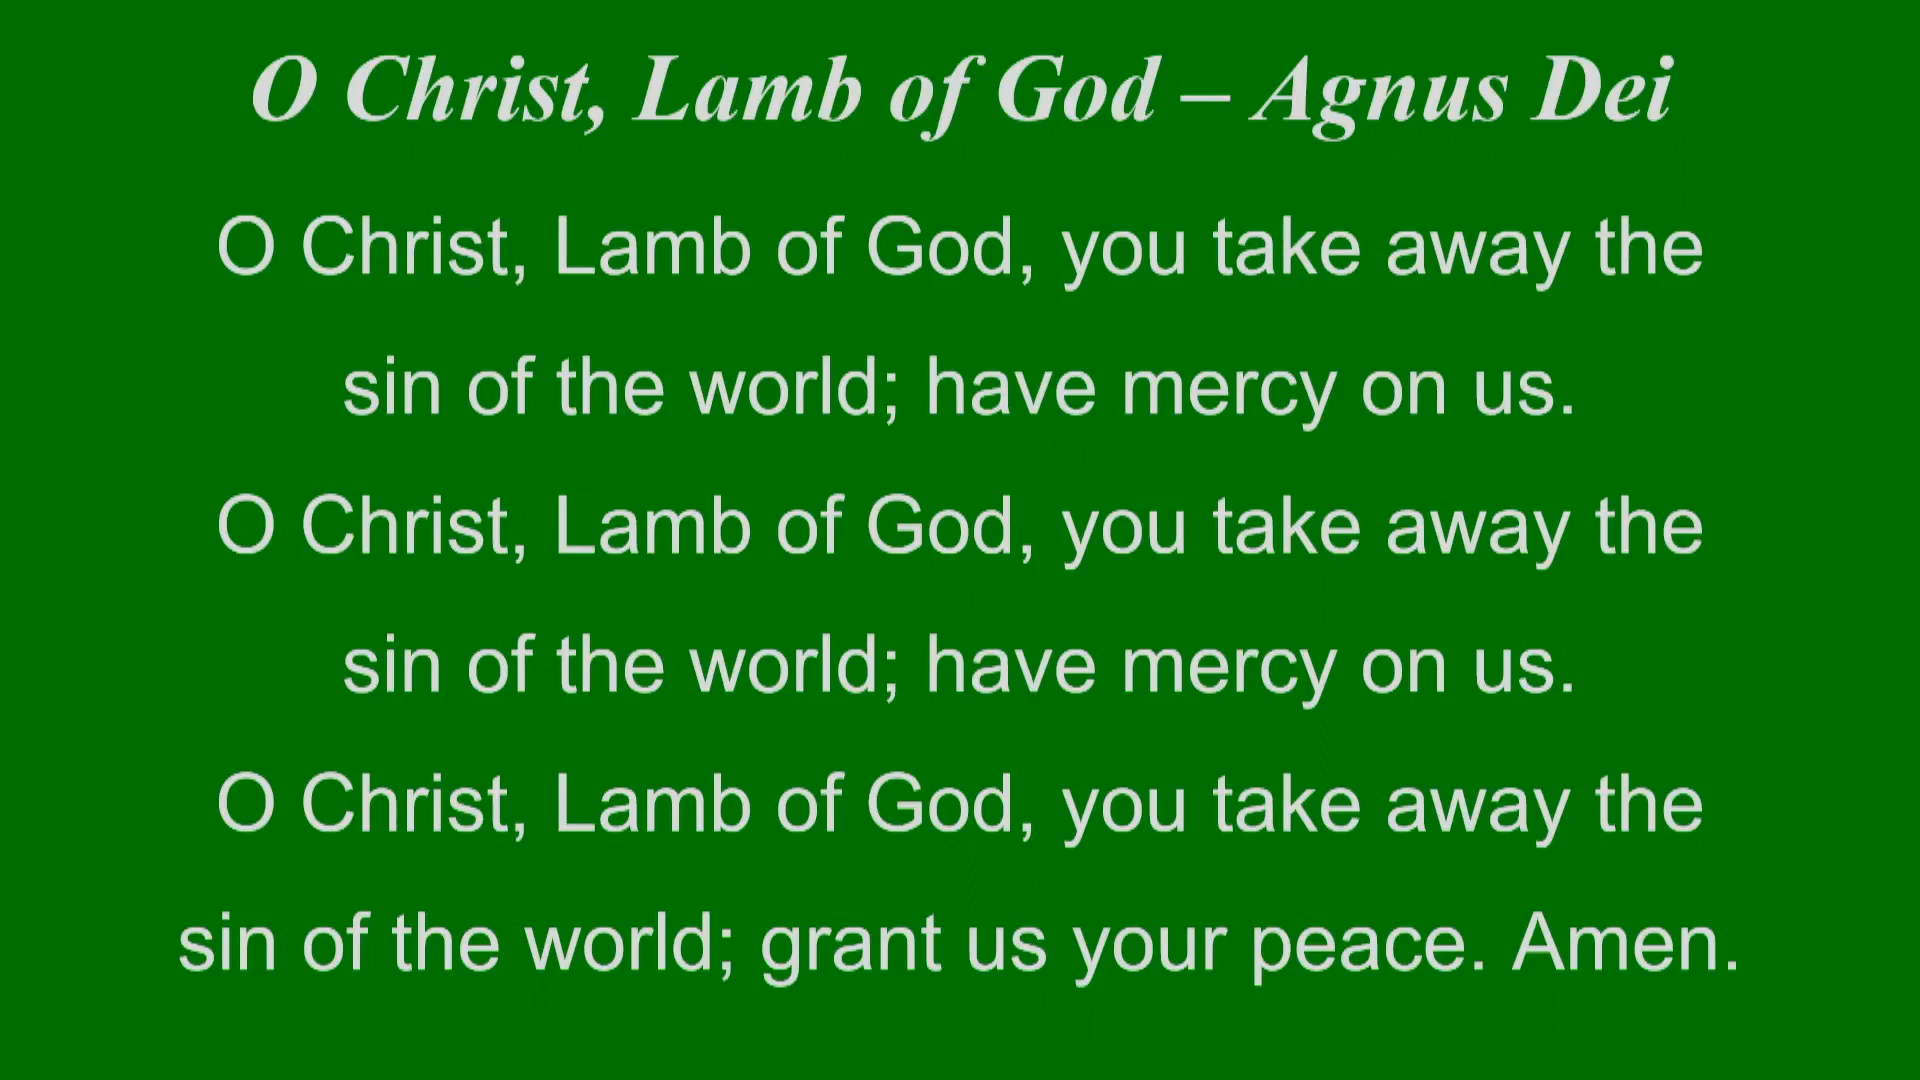 O Christ, Lamb of God – Agnus Dei
O Christ, Lamb of God, you take away the
sin of the world; have mercy on us.
O Christ, Lamb of God, you take away the
sin of the world; have mercy on us.
O Christ, Lamb of God, you take away the
sin of the world; grant us your peace. Amen.